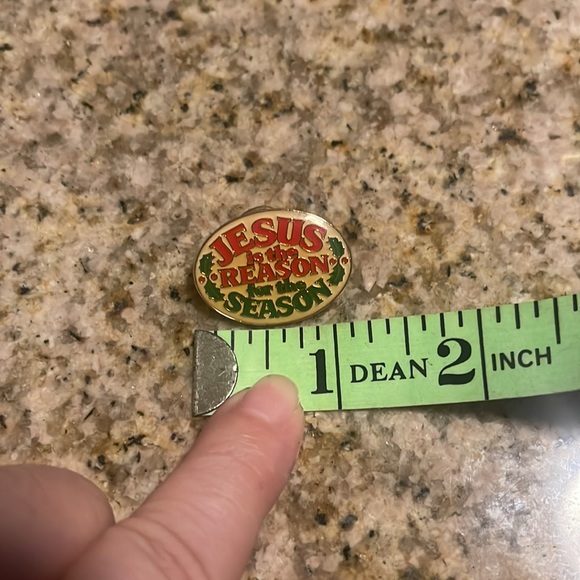 JESUS
is the
REASON
for the
SEASON
1 DEAN 2 INCH